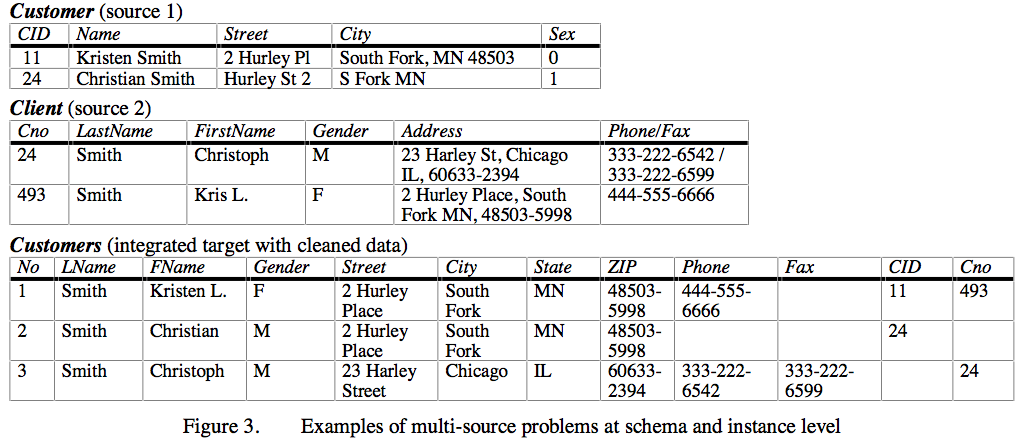 Customer (source 1)
CID Name Street City Sex
11 Kristen Smith 2 Hurley Pl South Fork, MN 48503 0
24 Christian Smith Hurley St 2 S Fork MN 1
Client (source 2)
Cno LastName FirstName Gender Address Phone/Fax
24 Smith Christoph M 23 Harley St, Chicago 333-222-6542 /
IL, 60633-2394 333-222-6599
493 Smith Kris L. F 2 Hurley Place, South 444-555-6666
Fork MN, 48503-5998
Customers (integrated target with cleaned data)
No LName FName Gender Street City State ZIP Phone Fax CID Cno
1 Smith Kristen L. F 2 Hurley South MN 48503- 444-555- 11 493
Place Fork 5998 6666
2 Smith Christian M 2 Hurley South MN 48503- 24
Place Fork 5998
3 Smith Christoph M 23 Harley Chicago IL 60633- 333-222- 333-222- 24
Street 2394 6542 6599
Figure 3. Examples of multi-source problems at schema and instance level